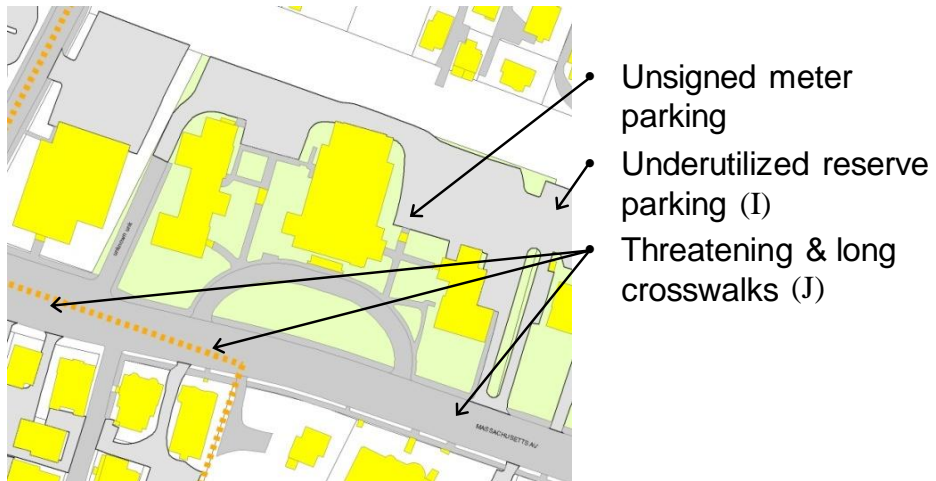 Unsigned meter
parking
Underutilized reserve
parking (I)
Threatening & long
crosswalks (J)
MASSACHUSETTS AV